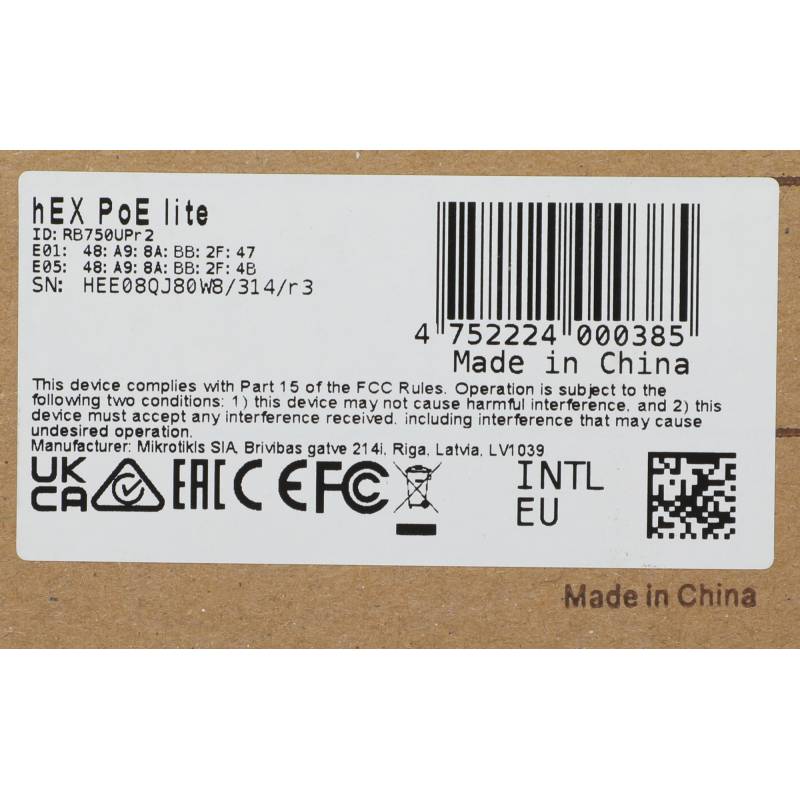 hEX PoE lite
ID: RB750UPr2
E01: 48: A9: 8A: BB: 2F: 47
E05: 48: A9: 8A: BB: 2F: 4B
SN: HEE08QJ80W8/314/r3
4 752224 000385
Made in China
This device complies with Part 15 of the FCC Rules. Operation is subject to the
following two conditions: 1) this device may not cause harmful interference, and 2) this
device must accept any interference received, including interference that may cause
undesired operation.
Manufacturer: Mikrotikls SIA, Brivibas gatve 214i, Riga, Latvia, LV1039
UK
CA
EAC
CE
FC
INTL
EU
Made in China